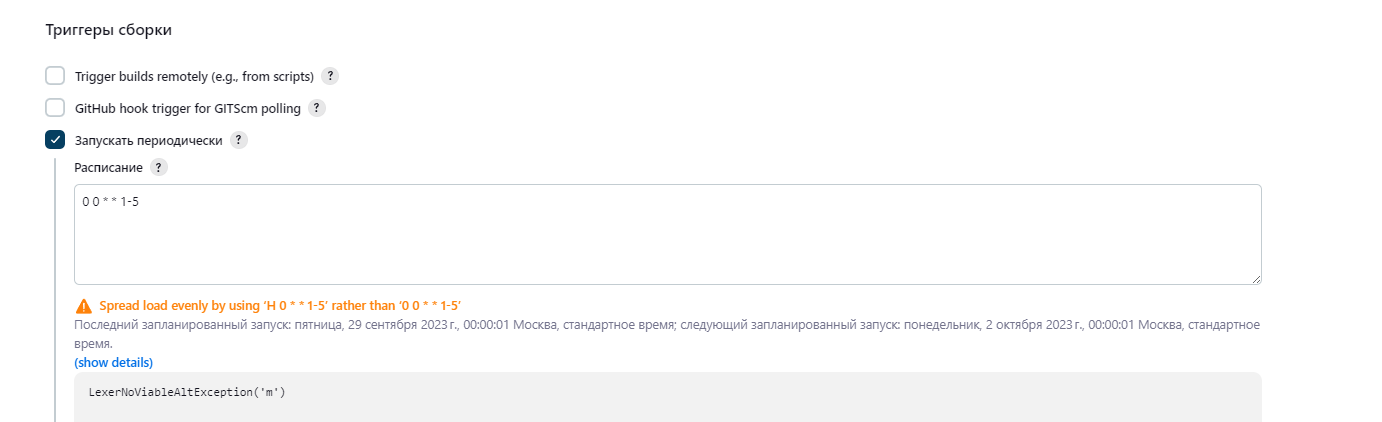 Триггеры сборки
Trigger builds remotely (e.g., from scripts) ?
GitHub hook trigger for GITScm polling ?
Запускать периодически ?
Расписание ?
0 0 * * 1-5
Spread load evenly by using ‘H 0 * * 1-5’ rather than ‘0 0 * * 1-5’
Последний запланированный запуск: пятница, 29 сентября 2023 г., 00:00:01 Москва, стандартное время; следующий запланированный запуск: понедельник, 2 октября 2023 г., 00:00:01 Москва, стандартное
время.
(show details)
LexerNoViableAltException('m')